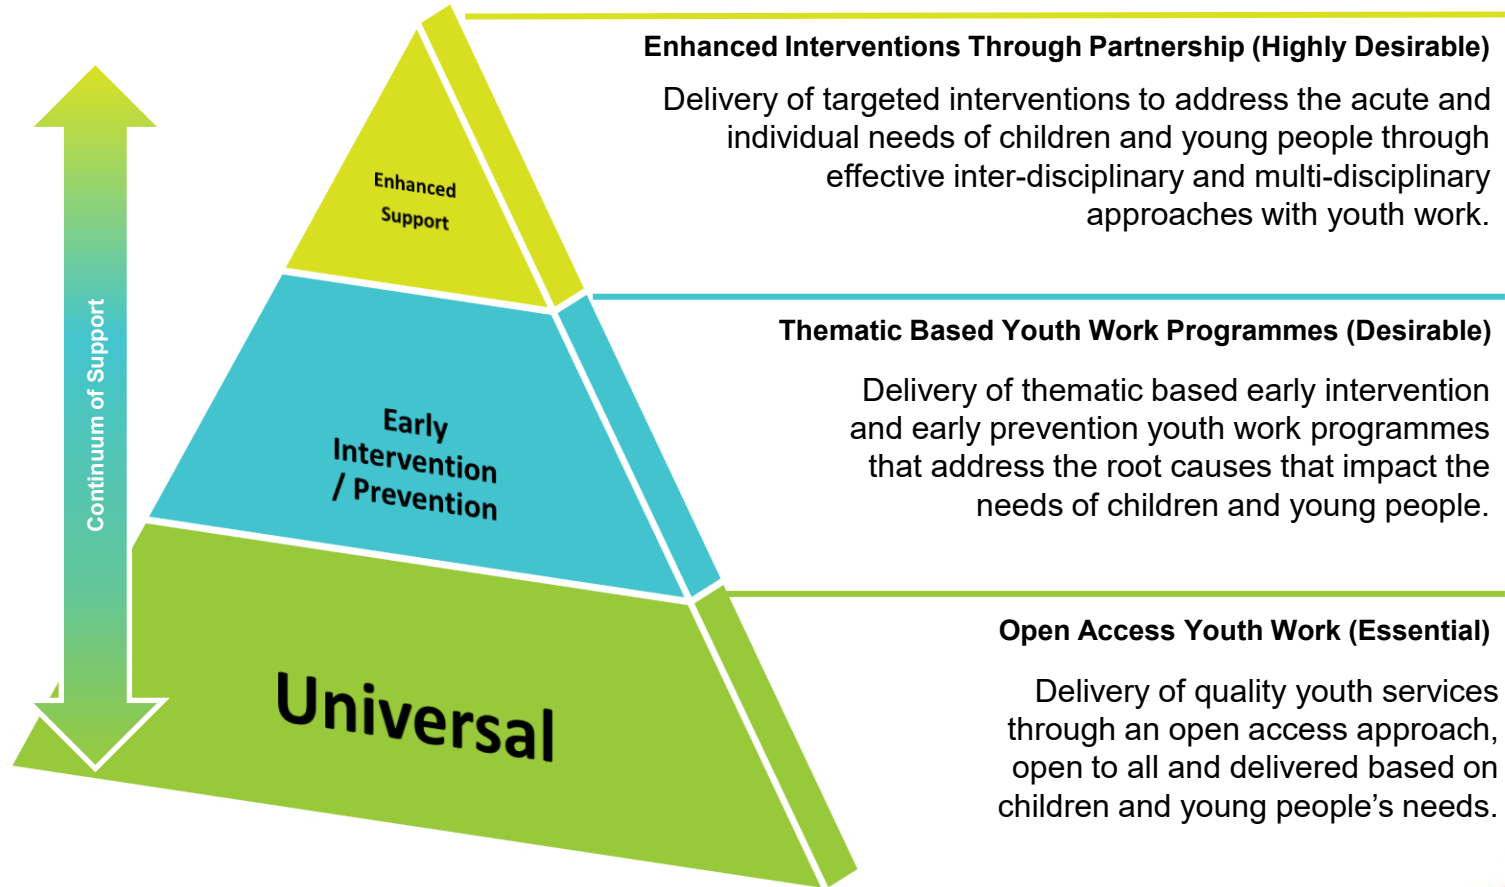 Enhanced Interventions Through Partnership (Highly Desirable)
Delivery of targeted interventions to address the acute and
individual needs of children and young people through
effective inter-disciplinary and multi-disciplinary
approaches with youth work.
Enhanced
Support
Continuum of Support
Thematic Based Youth Work Programmes (Desirable)
Delivery of thematic based early intervention
and early prevention youth work programmes
that address the root causes that impact the
needs of children and young people.
Early
Intervention
/ Prevention
Open Access Youth Work (Essential)
Delivery of quality youth services
through an open access approach,
open to all and delivered based on
children and young people’s needs.
Universal